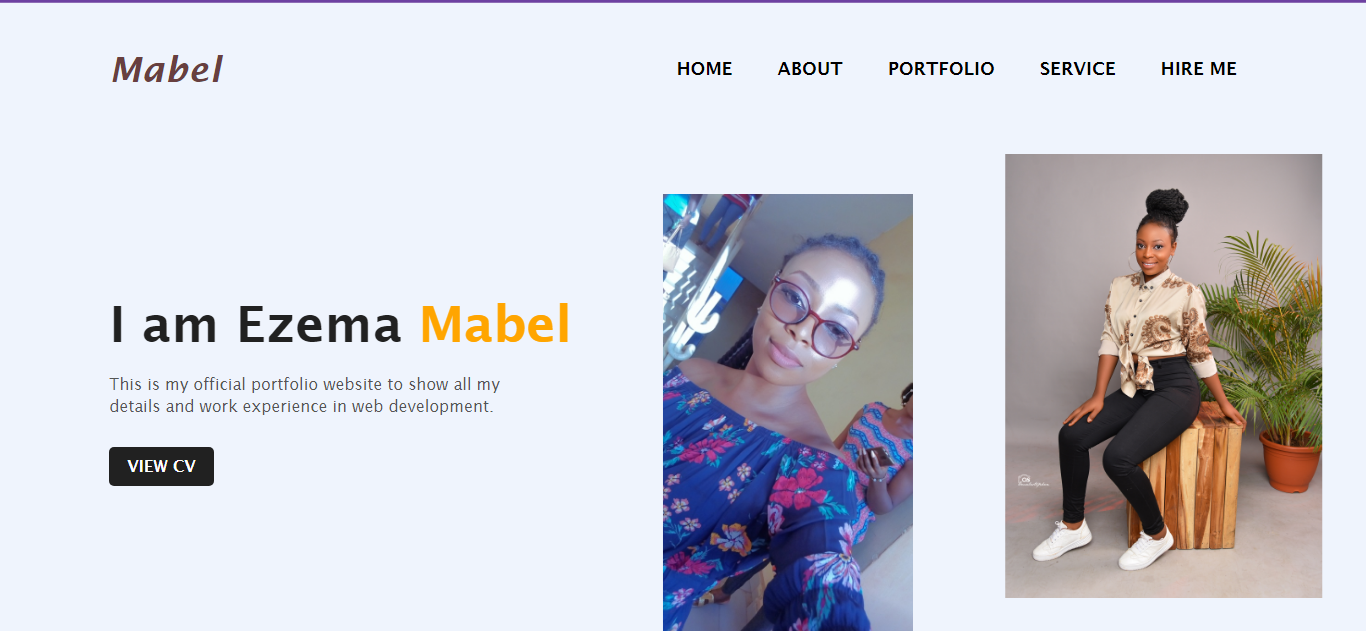 Mabel
HOME ABOUT PORTFOLIO SERVICE HIRE ME
I am Ezema Mabel
This is my official portfolio website to show all my
details and work experience in web development.
VIEW CV